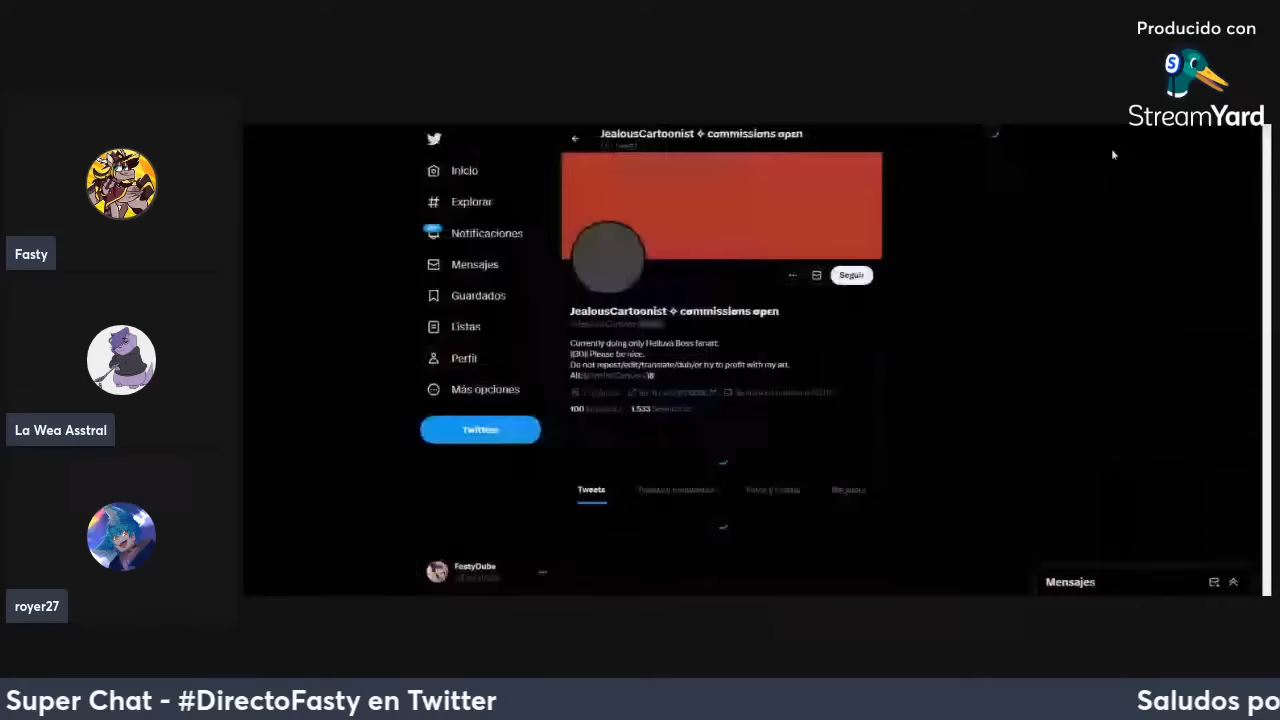 Producido con
StreamYard
Fasty
La Wea Asstral
royer27
Inicio
Explorar
Notificaciones
Mensajes
Guardados
Listas
Perfil
Más opciones
Twittear
JealousCartoonist ✧ commissions open
Seguir
JealousCartoonist ✧ commissions open
Currently doing only Helluva Boss fanart.
||30|| Please be nice.
Do not repost/edit/translate/dub/or try to profit with my art.
100
1.533
Tweets
FastyDubs
Mensajes
Super Chat - #DirectoFasty en Twitter
Saludos po